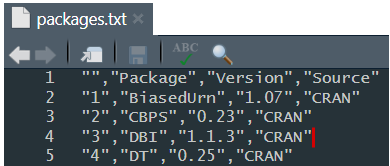 packages.txt
ABC
1 "","Package","Version","Source"
2 "1","BiasedUrn","1.07","CRAN"
3 "2","CBPS","0.23","CRAN"
4 "3","DBI","1.1.3","CRAN"
5 "4","DT","0.25","CRAN"